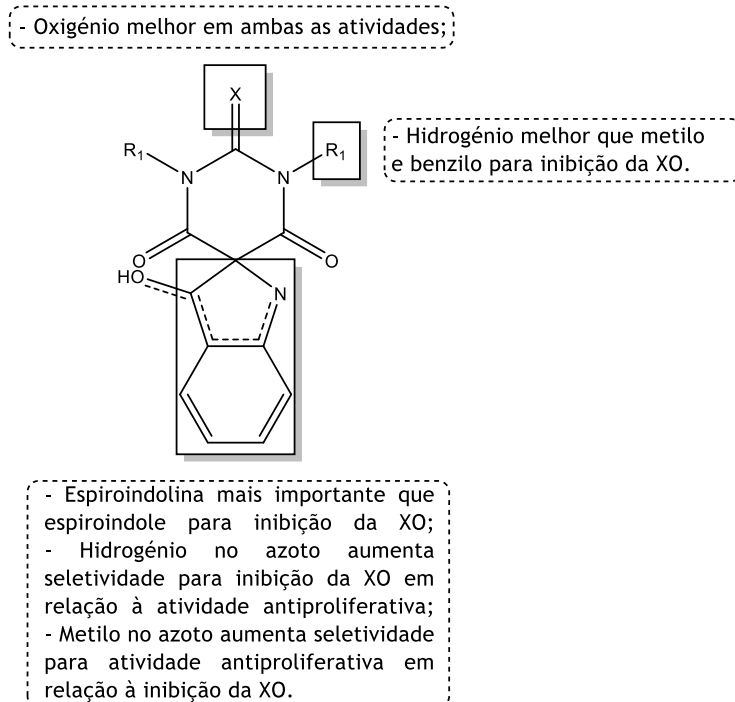 - Oxigénio melhor em ambas as atividades;
X
R1
R1
- Hidrogénio melhor que metilo
e benzilo para inibição da XO.
N
N
O
O
HO
N
- Espiroindolina mais importante que
espiroindole para inibição da XO;
- Hidrogénio no azoto aumenta
seletividade para inibição da XO em
relação à atividade antiproliferativa;
- Metilo no azoto aumenta seletividade
para atividade antiproliferativa em
relação à inibição da XO.